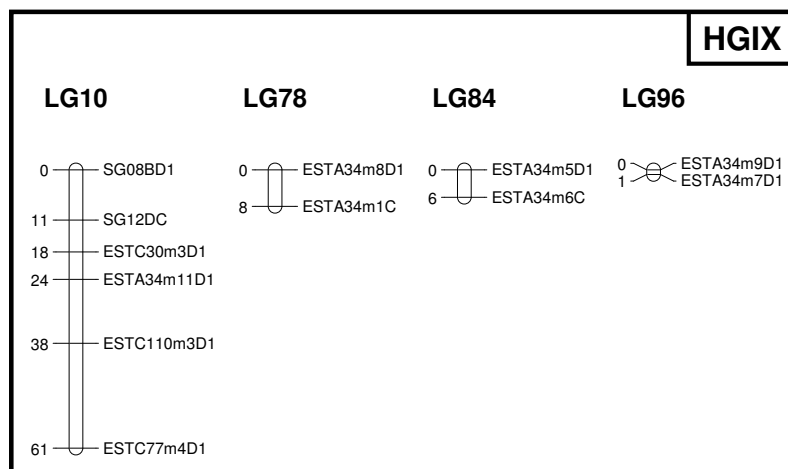 HGIX
LG10 LG78 LG84 LG96
0 SG08BD1 0 ESTA34m8D1 0 ESTA34m5D1 0 ESTA34m9D1
1 ESTA34m7D1
6 ESTA34m6C
8 ESTA34m1C
11 SG12DC
18 ESTC30m3D1
24 ESTA34m11D1
38 ESTC110m3D1
61 ESTC77m4D1